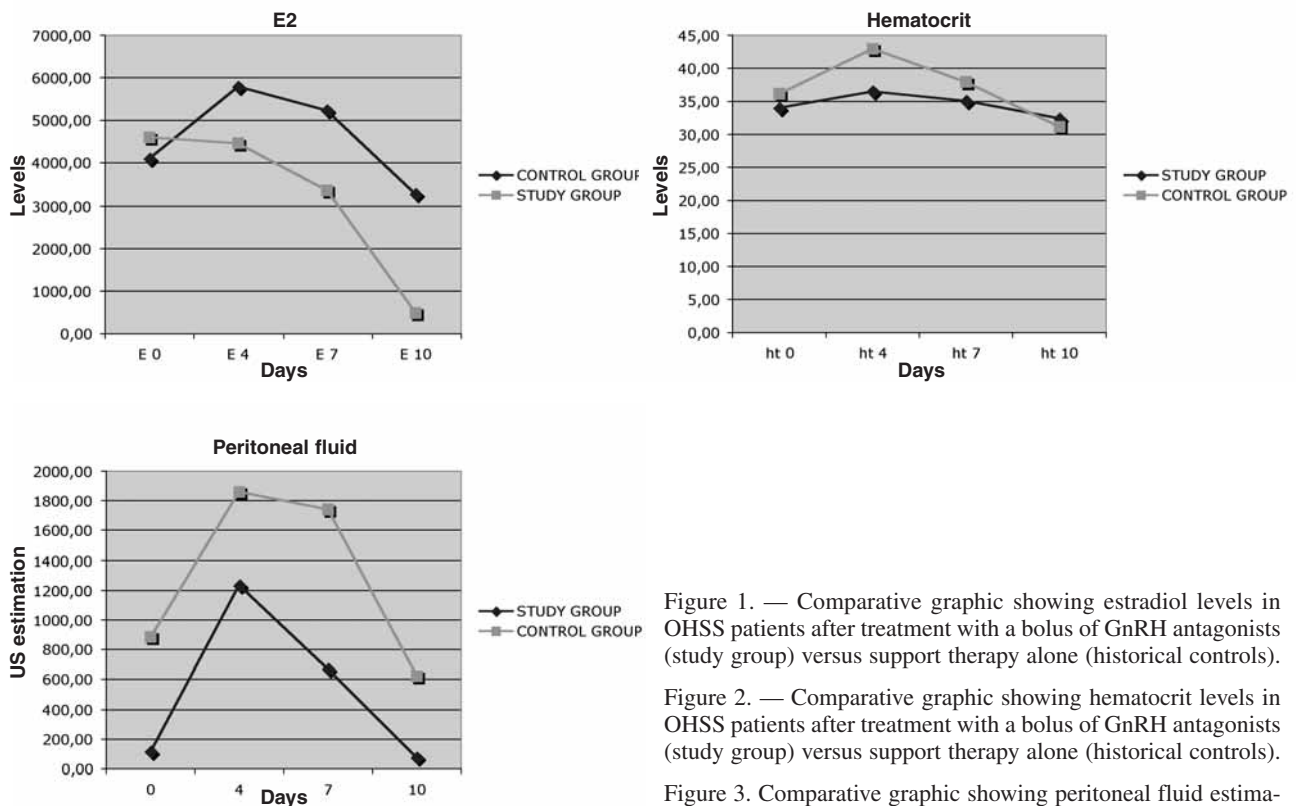 E2
7000,00
6000,00
5000,00
4000,00
3000,00
2000,00
1000,00
0,00
Levels
E 0 E 4 E 7 E 10
Days
CONTROL GROUP
STUDY GROUP
Hematocrit
45,00
40,00
35,00
30,00
25,00
20,00
15,00
10,00
5,00
0,00
Levels
ht 0 ht 4 ht 7 ht 10
Days
STUDY GROUP
CONTROL GROUP
Peritoneal fluid
2000,00
1800,00
1600,00
1400,00
1200,00
1000,00
800,00
600,00
400,00
200,00
0,00
US estimation
0 4 7 10
Days
STUDY GROUP
CONTROL GROUP
Figure 1. — Comparative graphic showing estradiol levels in
OHSS patients after treatment with a bolus of GnRH antagonists
(study group) versus support therapy alone (historical controls).
Figure 2. — Comparative graphic showing hematocrit levels in
OHSS patients after treatment with a bolus of GnRH antagonists
(study group) versus support therapy alone (historical controls).
Figure 3. Comparative graphic showing peritoneal fluid estima-